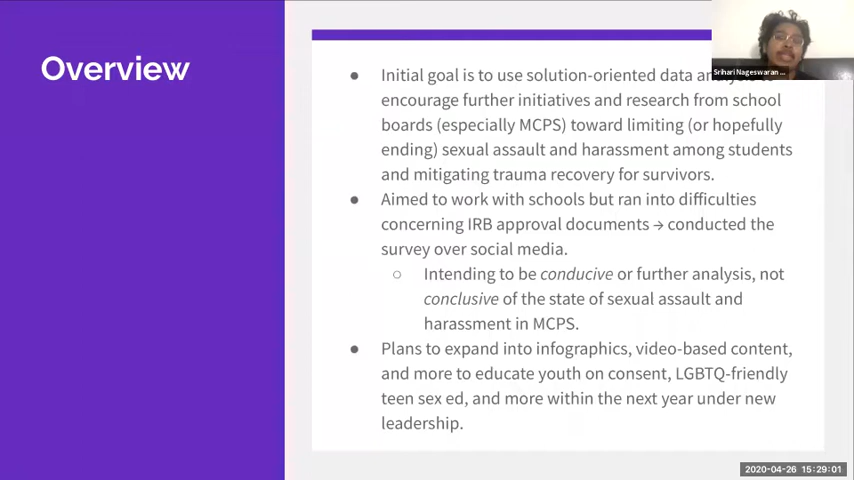 Overview
Srihari Nageswaran ...
Initial goal is to use solution-oriented data
encourage further initiatives and research from school
boards (especially MCPS) toward limiting (or hopefully
ending) sexual assault and harassment among students
and mitigating trauma recovery for survivors.
Aimed to work with schools but ran into difficulties
concerning IRB approval documents → conducted the
survey over social media.
Intending to be conducive or further analysis, not
conclusive of the state of sexual assault and
harassment in MCPS.
Plans to expand into infographics, video-based content,
and more to educate youth on consent, LGBTQ-friendly
teen sex ed, and more within the next year under new
leadership.
2020-04-26 15:29:01